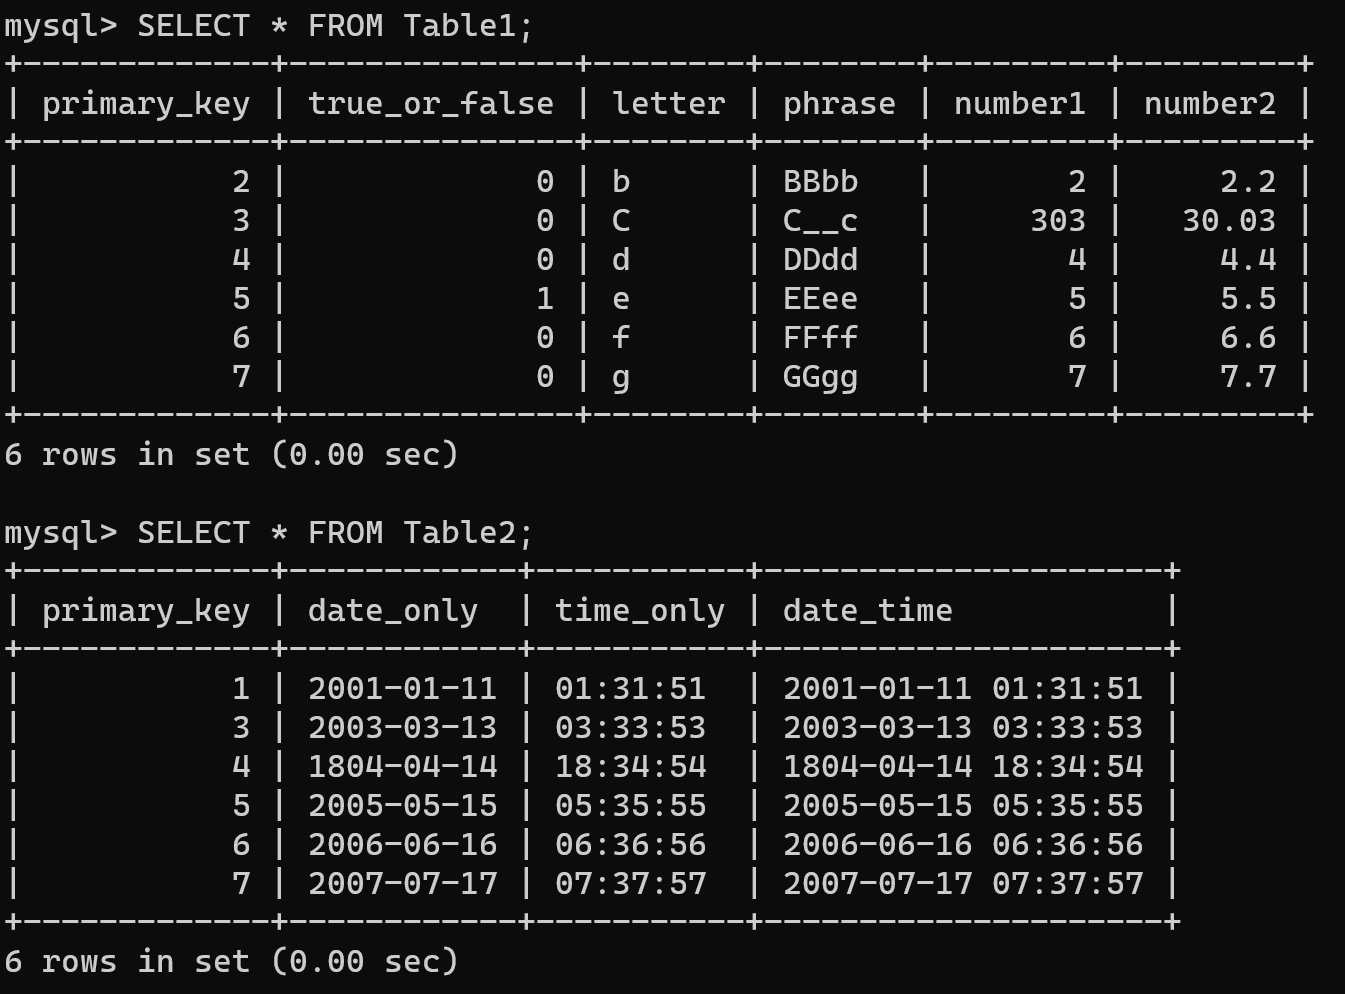 mysql> SELECT * FROM Table1;
+-------------+---------------+--------+--------+---------+---------+
| primary_key | true_or_false | letter | phrase | number1 | number2 |
+-------------+---------------+--------+--------+---------+---------+
|           2 |             0 | b      | BBbb   |       2 |     2.2 |
|           3 |             0 | C      | C__c   |     303 |   30.03 |
|           4 |             0 | d      | DDdd   |       4 |     4.4 |
|           5 |             1 | e      | EEee   |       5 |     5.5 |
|           6 |             0 | f      | FFff   |       6 |     6.6 |
|           7 |             0 | g      | GGgg   |       7 |     7.7 |
+-------------+---------------+--------+--------+---------+---------+
6 rows in set (0.00 sec)

mysql> SELECT * FROM Table2;
+-------------+------------+-----------+---------------------+
| primary_key | date_only  | time_only | date_time           |
+-------------+------------+-----------+---------------------+
|           1 | 2001-01-11 | 01:31:51  | 2001-01-11 01:31:51 |
|           3 | 2003-03-13 | 03:33:53  | 2003-03-13 03:33:53 |
|           4 | 1804-04-14 | 18:34:54  | 1804-04-14 18:34:54 |
|           5 | 2005-05-15 | 05:35:55  | 2005-05-15 05:35:55 |
|           6 | 2006-06-16 | 06:36:56  | 2006-06-16 06:36:56 |
|           7 | 2007-07-17 | 07:37:57  | 2007-07-17 07:37:57 |
+-------------+------------+-----------+---------------------+
6 rows in set (0.00 sec)